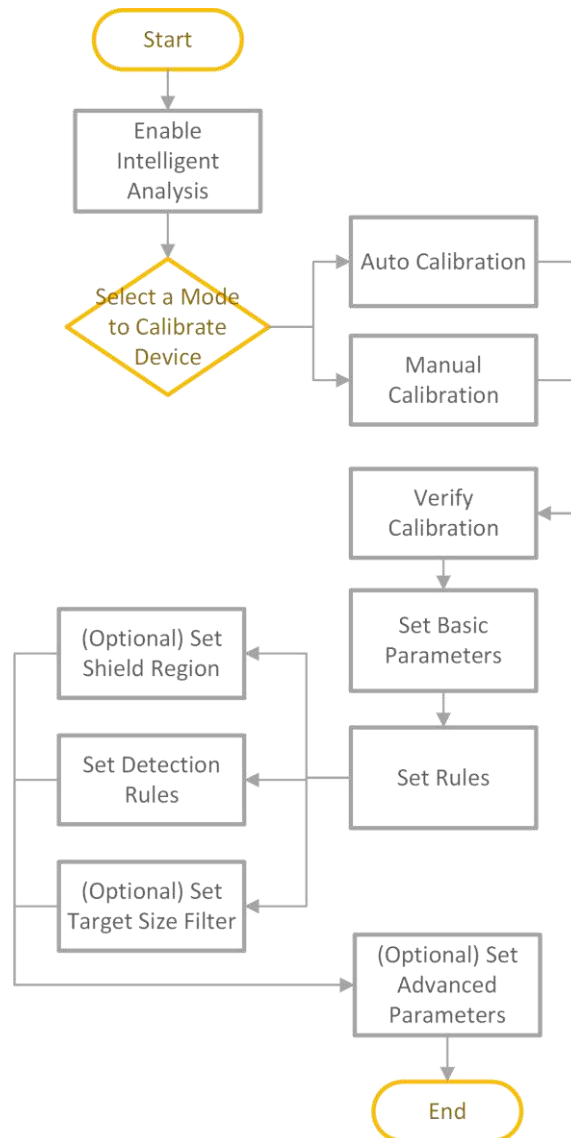 Start
Enable
Intelligent
Analysis
Select a Mode
to Calibrate
Device
Auto Calibration
Manual
Calibration
Verify
Calibration
Set Basic
Parameters
Set Rules
(Optional) Set
Shield Region
Set Detection
Rules
(Optional) Set
Target Size Filter
(Optional) Set
Advanced
Parameters
End